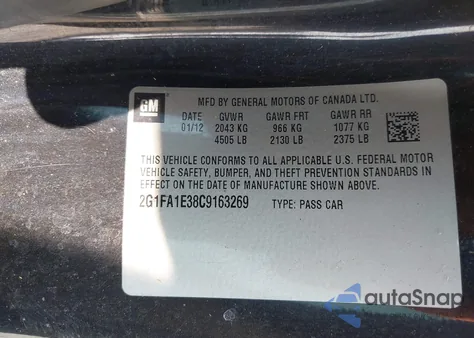 GM
MFD BY GENERAL MOTORS OF CANADA LTD.
DATE GVWR GAWR FRT GAWR RR
01/12 2043 KG 966 KG 1077 KG
4505 LB 2130 LB 2375 LB
THIS VEHICLE CONFORMS TO ALL APPLICABLE U.S. FEDERAL MOTOR
VEHICLE SAFETY, BUMPER, AND THEFT PREVENTION STANDARDS IN
EFFECT ON THE DATE OF MANUFACTURE SHOWN ABOVE.
2G1FA1E38C9163269 TYPE: PASS CAR
autoSnap